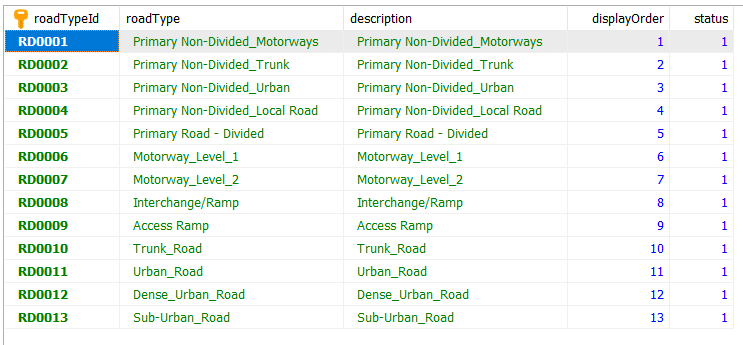 roadTypeId roadType description displayOrder status
RD0001 Primary Non-Divided_Motorways Primary Non-Divided_Motorways 1 1
RD0002 Primary Non-Divided_Trunk Primary Non-Divided_Trunk 2 1
RD0003 Primary Non-Divided_Urban Primary Non-Divided_Urban 3 1
RD0004 Primary Non-Divided_Local Road Primary Non-Divided_Local Road 4 1
RD0005 Primary Road - Divided Primary Road - Divided 5 1
RD0006 Motorway_Level_1 Motorway_Level_1 6 1
RD0007 Motorway_Level_2 Motorway_Level_2 7 1
RD0008 Interchange/Ramp Interchange/Ramp 8 1
RD0009 Access Ramp Access Ramp 9 1
RD0010 Trunk_Road Trunk_Road 10 1
RD0011 Urban_Road Urban_Road 11 1
RD0012 Dense_Urban_Road Dense_Urban_Road 12 1
RD0013 Sub-Urban_Road Sub-Urban_Road 13 1